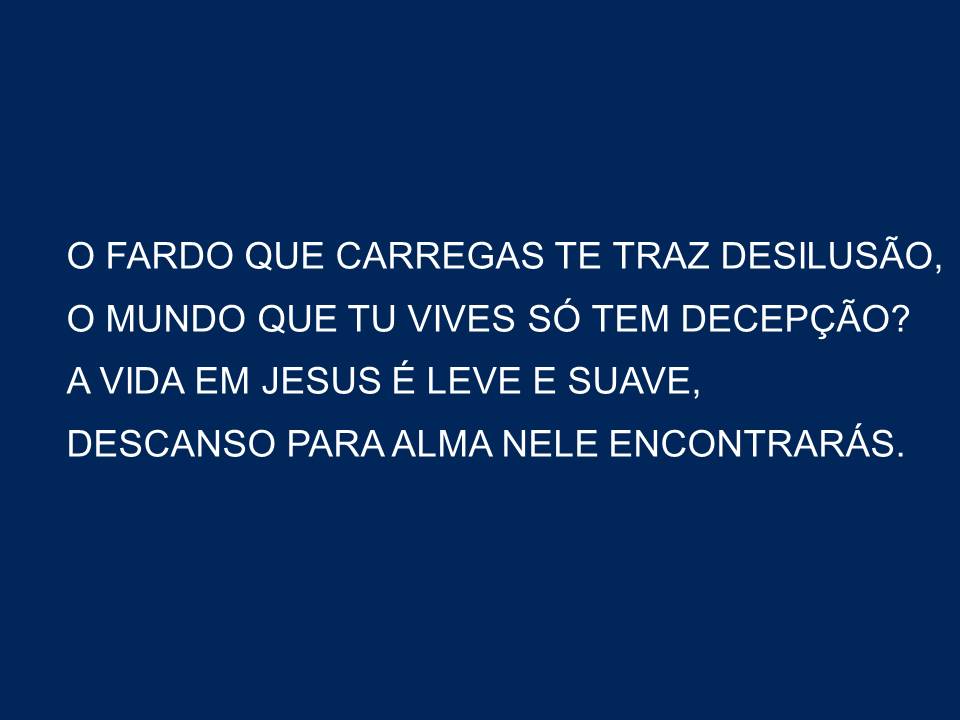 O FARDO QUE CARREGAS TE TRAZ DESILUSÃO,
O MUNDO QUE TU VIVES SÓ TEM DECEPÇÃO?
A VIDA EM JESUS É LEVE E SUAVE,
DESCANSO PARA ALMA NELE ENCONTRARÁS.